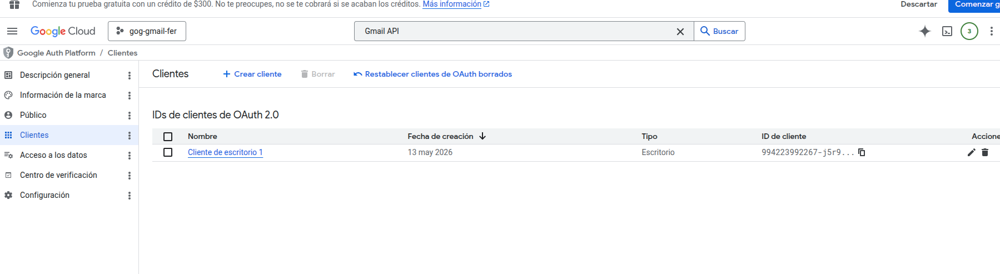 Comienza tu prueba gratuita con un crédito de $300. No te preocupes, no se te cobrará si se acaban los créditos. Más información Descartar Comenzar g
Google Cloud gog-gmail-fer Gmail API Buscar 3
Google Auth Platform / Clientes
Descripción general
Información de la marca
Público
Clientes
Acceso a los datos
Centro de verificación
Configuración
Clientes Crear cliente Borrar Restablecer clientes de OAuth borrados
IDs de clientes de OAuth 2.0
Nombre Fecha de creación Tipo ID de cliente Accione
Cliente de escritorio 1 13 may 2026 Escritorio 994223992267-j5r9...